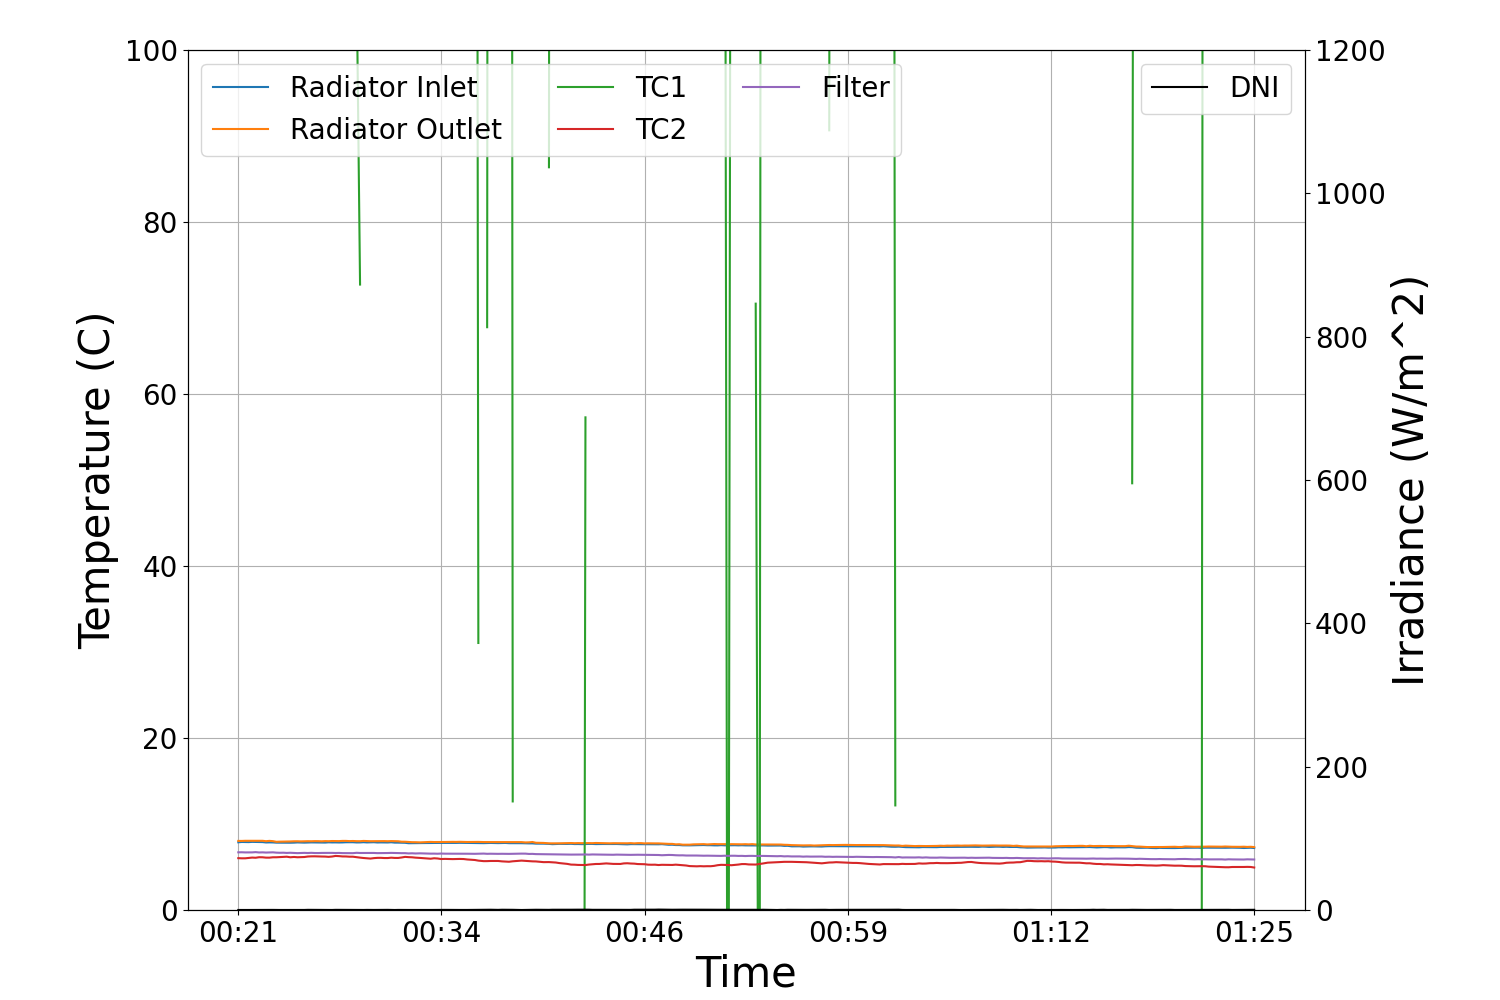 100
80
60
40
20
0
Temperature (C)
Radiator Inlet
Radiator Outlet
TC1
TC2
Filter
DNI
1200
1000
800
600
400
200
0
Irradiance (W/m^2)
00:21 00:34 00:46 00:59 01:12 01:25
Time